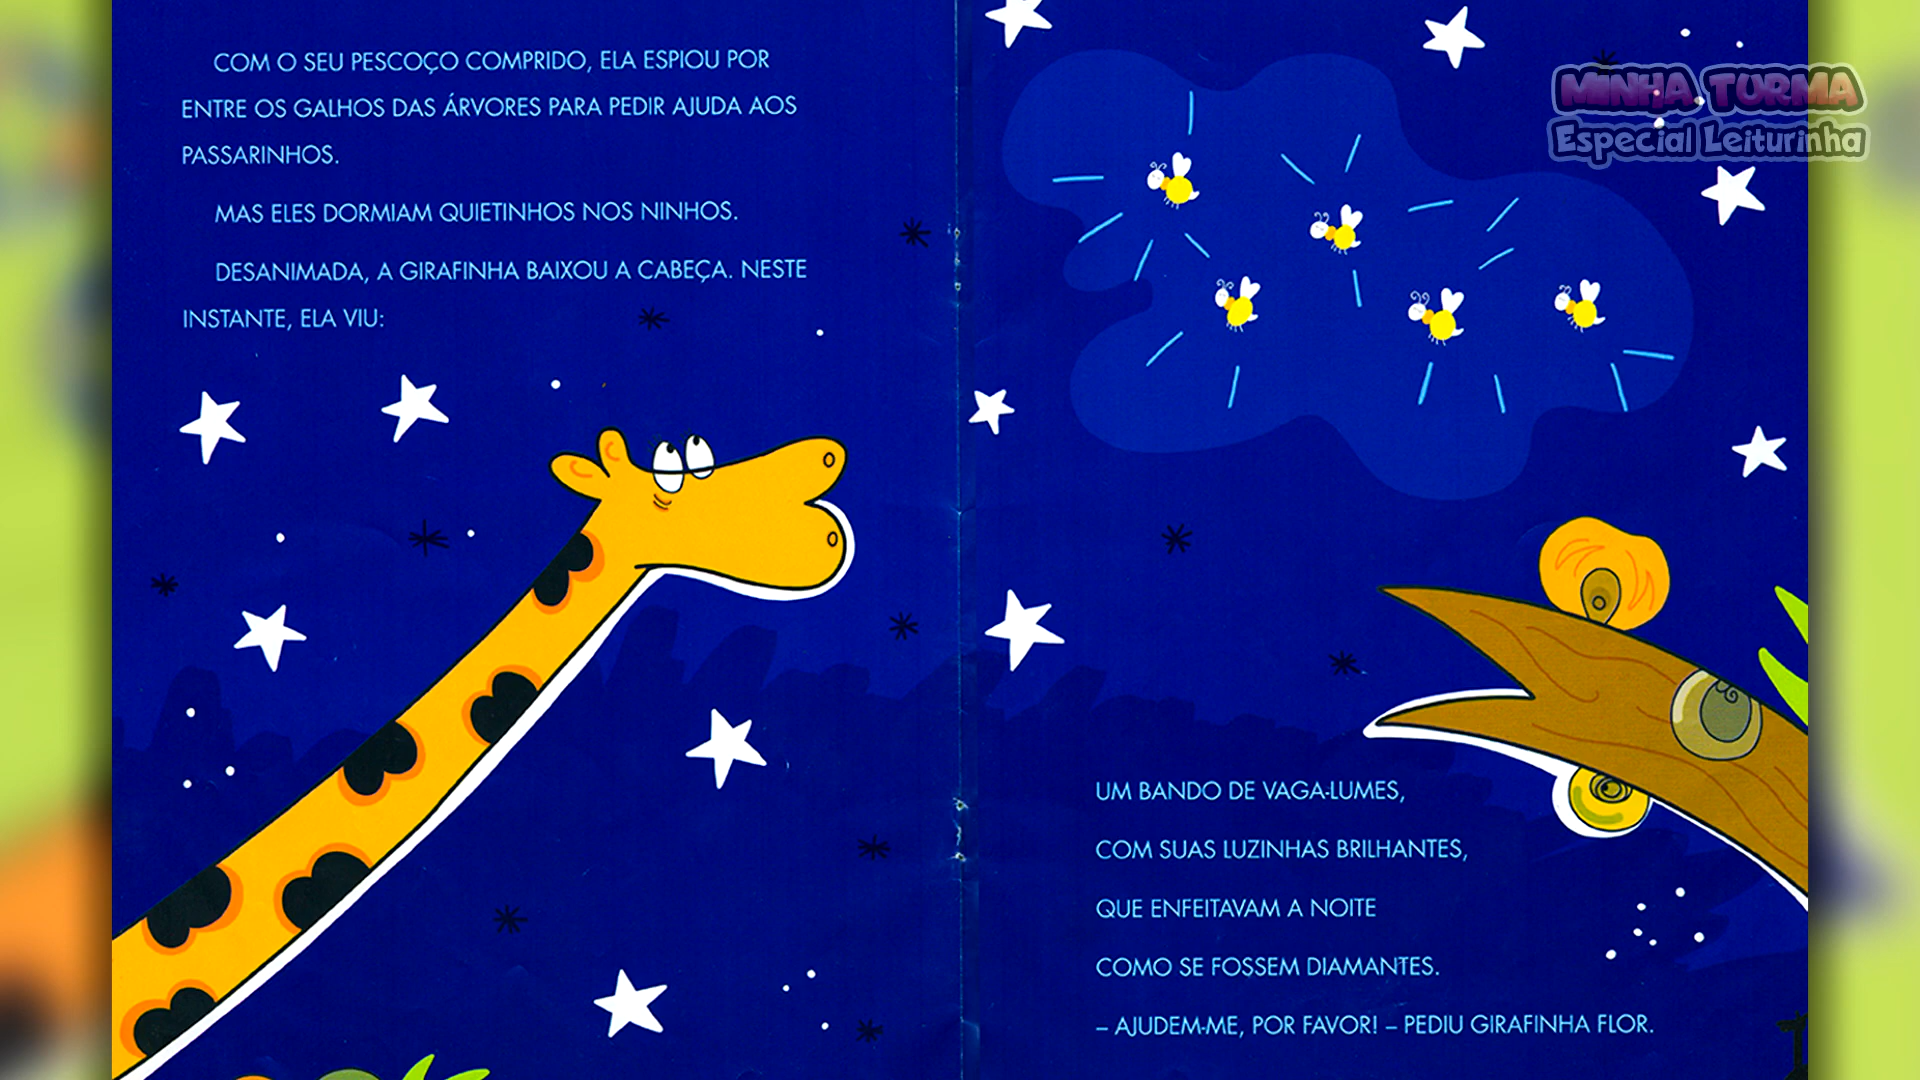 COM O SEU PESCOÇO COMPRIDO, ELA ESPIOU POR
ENTRE OS GALHOS DAS ÁRVORES PARA PEDIR AJUDA AOS
PASSARINHOS.
MAS ELES DORMIAM QUIETINHOS NOS NINHOS.
DESANIMADA, A GIRAFINHA BAIXOU A CABEÇA. NESTE
INSTANTE, ELA VIU:
MINHA TURMA
Especial Leiturinha
UM BANDO DE VAGA-LUMES,
COM SUAS LUZINHAS BRILHANTES,
QUE ENFEITAVAM A NOITE
COMO SE FOSSEM DIAMANTES.
– AJUDEM-ME, POR FAVOR! – PEDIU GIRAFINHA FLOR.